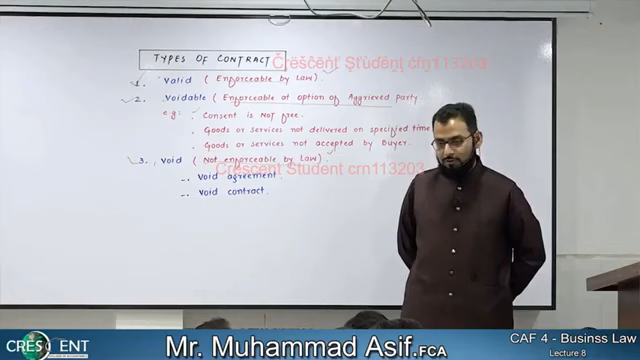 TYPES OF CONTRACT
Crescent Student crn113203
1. Valid (Enforceable by Law).
2. Voidable (Enforceable at option of Aggrieved party.
e.g: . Consent is Not free.
. Goods or services not delivered on specified time
. Goods or services not accepted by Buyer.
3. Void (Not enforceable by Law).
Crescent Student crn113203
-. Void agreement.
-. Void contract.
CRESCENT
Mr. Muhammad Asif.FCA
CAF 4 - Businss Law
Lecture 8